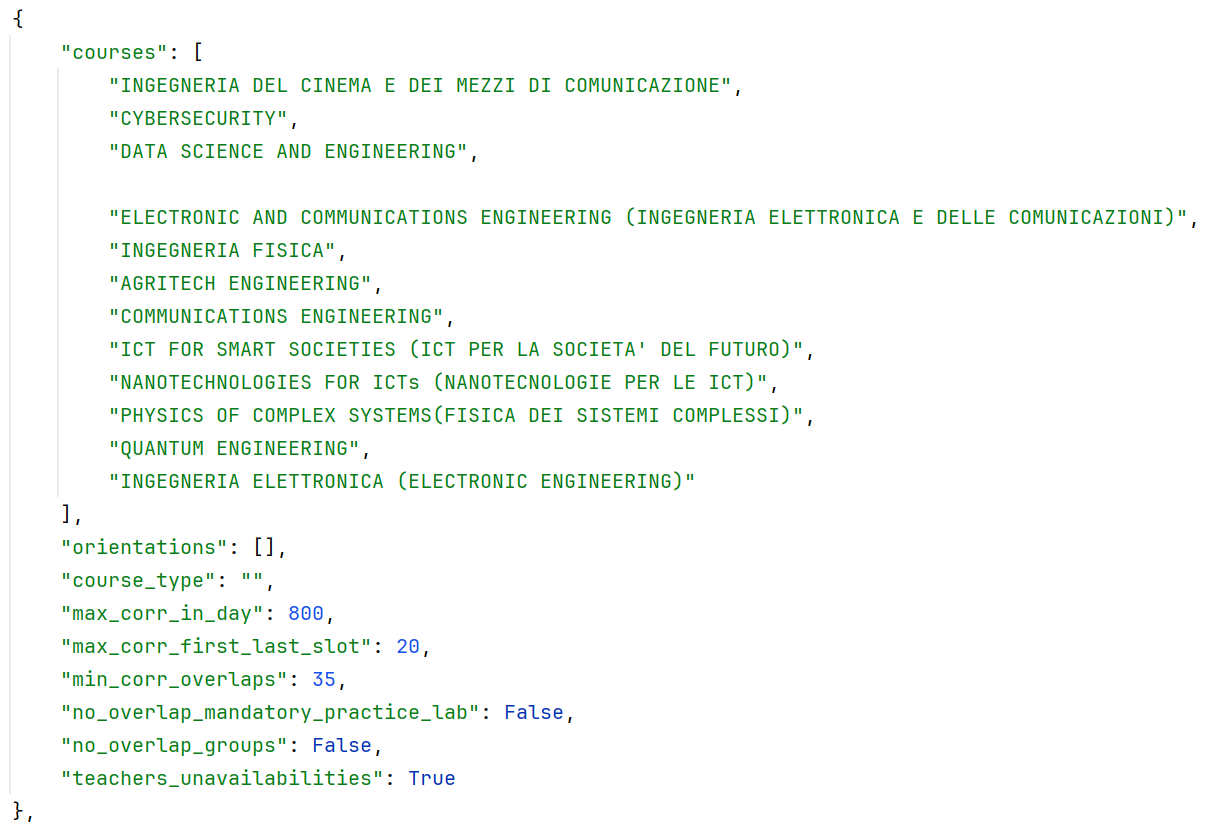 {
    "courses": [
        "INGEGNERIA DEL CINEMA E DEI MEZZI DI COMUNICAZIONE",
        "CYBERSECURITY",
        "DATA SCIENCE AND ENGINEERING",

        "ELECTRONIC AND COMMUNICATIONS ENGINEERING (INGEGNERIA ELETTRONICA E DELLE COMUNICAZIONI)",
        "INGEGNERIA FISICA",
        "AGRITECH ENGINEERING",
        "COMMUNICATIONS ENGINEERING",
        "ICT FOR SMART SOCIETIES (ICT PER LA SOCIETA' DEL FUTURO)",
        "NANOTECHNOLOGIES FOR ICTs (NANOTECNOLOGIE PER LE ICT)",
        "PHYSICS OF COMPLEX SYSTEMS(FISICA DEI SISTEMI COMPLESSI)",
        "QUANTUM ENGINEERING",
        "INGEGNERIA ELETTRONICA (ELECTRONIC ENGINEERING)"
    ],
    "orientations": [],
    "course_type": "",
    "max_corr_in_day": 800,
    "max_corr_first_last_slot": 20,
    "min_corr_overlaps": 35,
    "no_overlap_mandatory_practice_lab": False,
    "no_overlap_groups": False,
    "teachers_unavailabilities": True
},